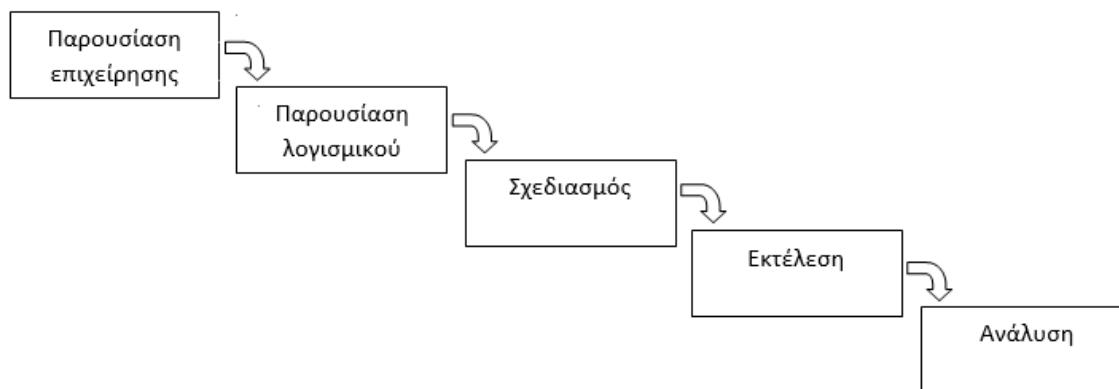 Παρουσίαση
επιχείρησης
Παρουσίαση
λογισμικού
Σχεδιασμός
Εκτέλεση
Ανάλυση